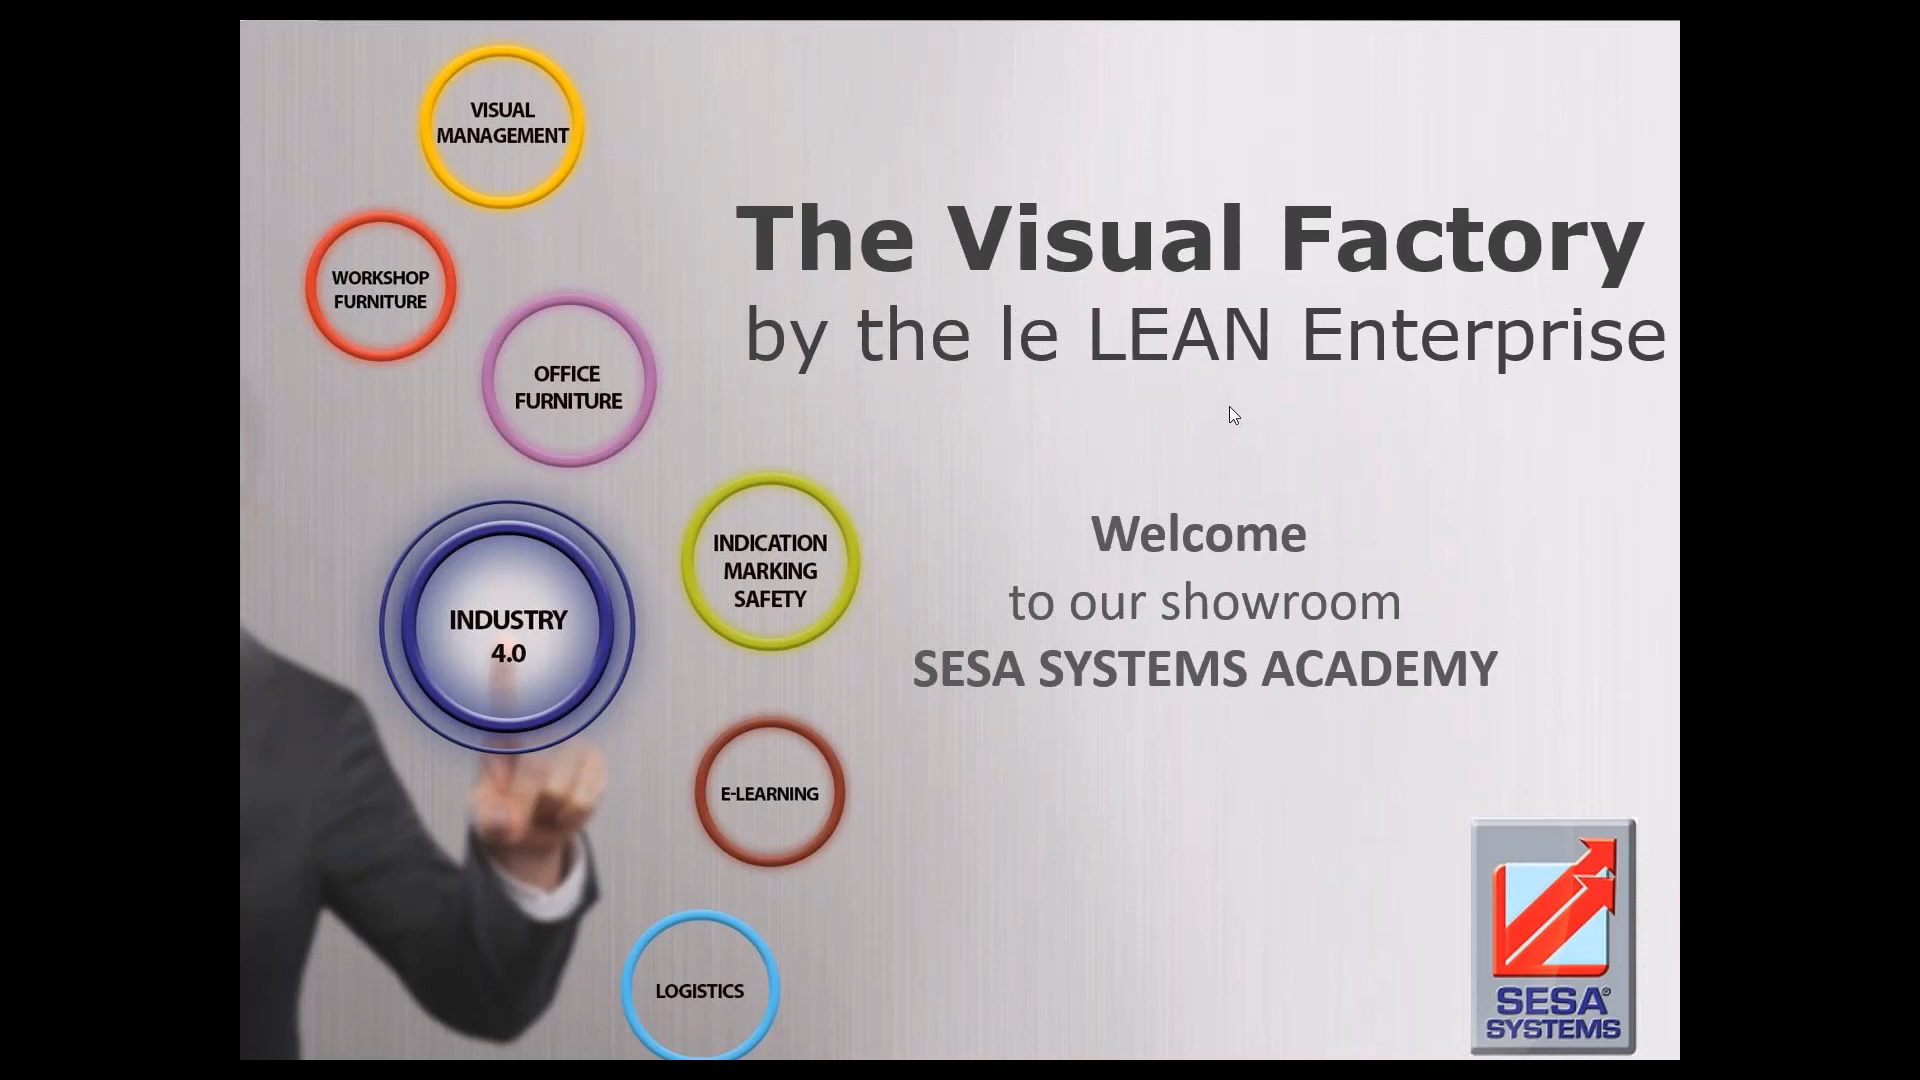 VISUAL
MANAGEMENT
WORKSHOP
FURNITURE
OFFICE
FURNITURE
The Visual Factory
by the le LEAN Enterprise
INDUSTRY
4.0
INDICATION
MARKING
SAFETY
Welcome
to our showroom
SESA SYSTEMS ACADEMY
E-LEARNING
LOGISTICS
SESA®
SYSTEMS